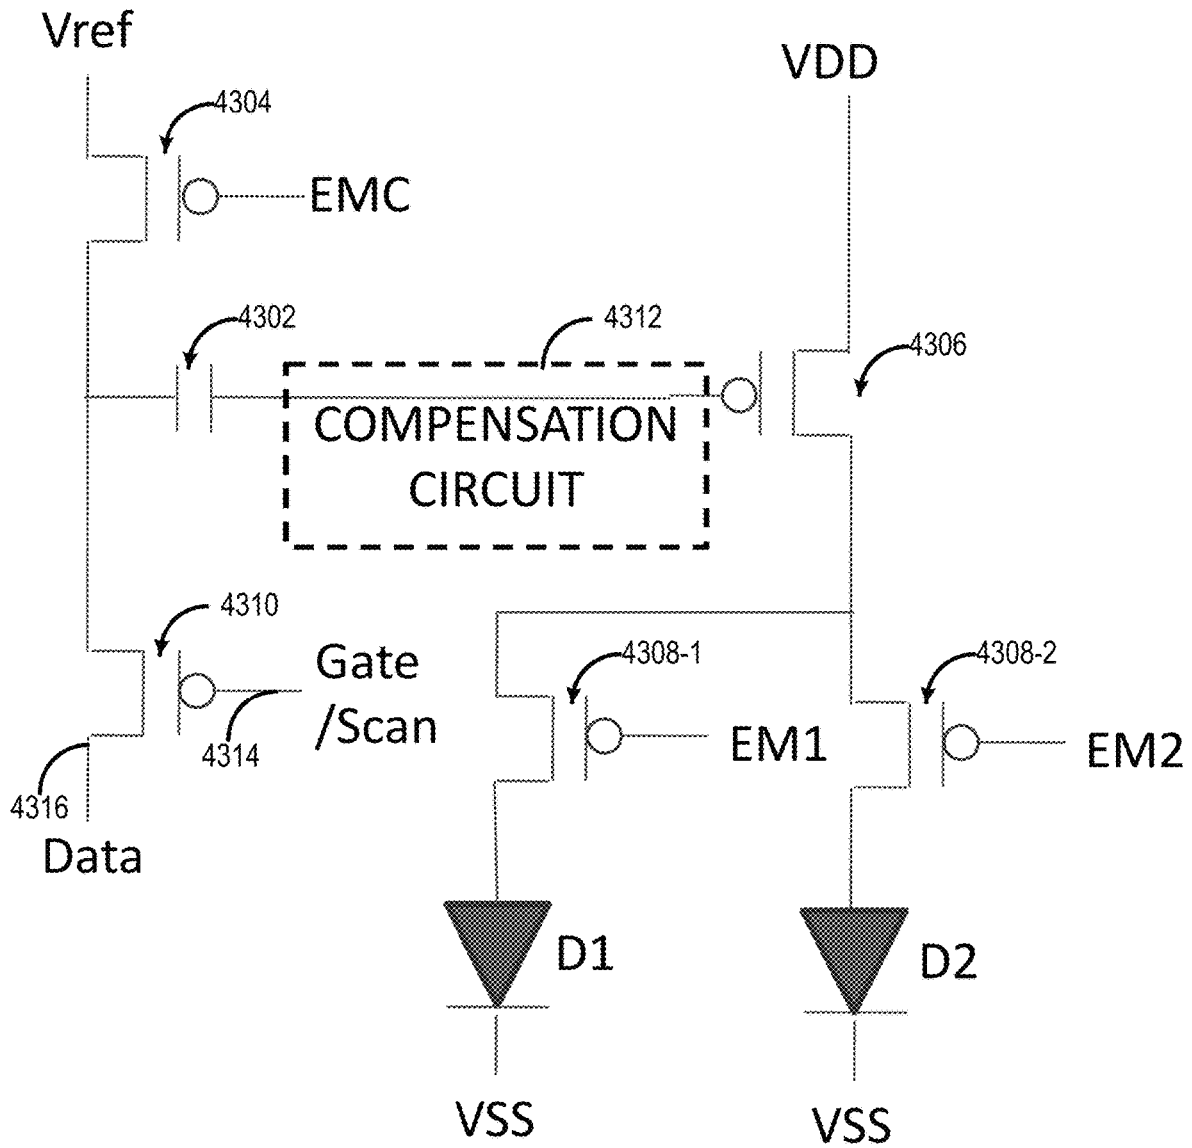 Vref
VDD
4304
EMC
4302
4312
4306
COMPENSATION
CIRCUIT
4310
Gate
/Scan
4314
4316
Data
4308-1
4308-2
EM1
EM2
D1
D2
VSS
VSS